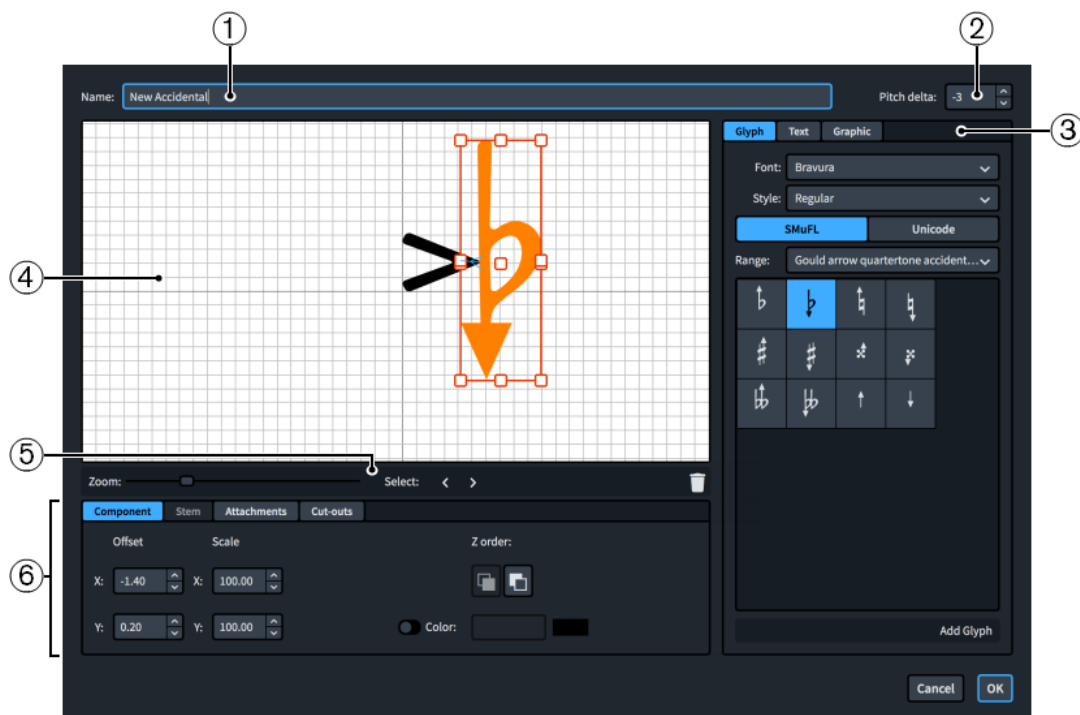 1
2
Name: New Accidental
Pitch delta: -3
3
Glyph Text Graphic
Font: Bravura
Style: Regular
SMuFL Unicode
Range: Gould arrow quartertone accident...
4
5
Zoom: Select: < >
Component Stem Attachments Cut-outs
Offset Scale Z order:
6
X: -1.40 X: 100.00
Y: 0.20 Y: 100.00 Color:
Add Glyph
Cancel OK